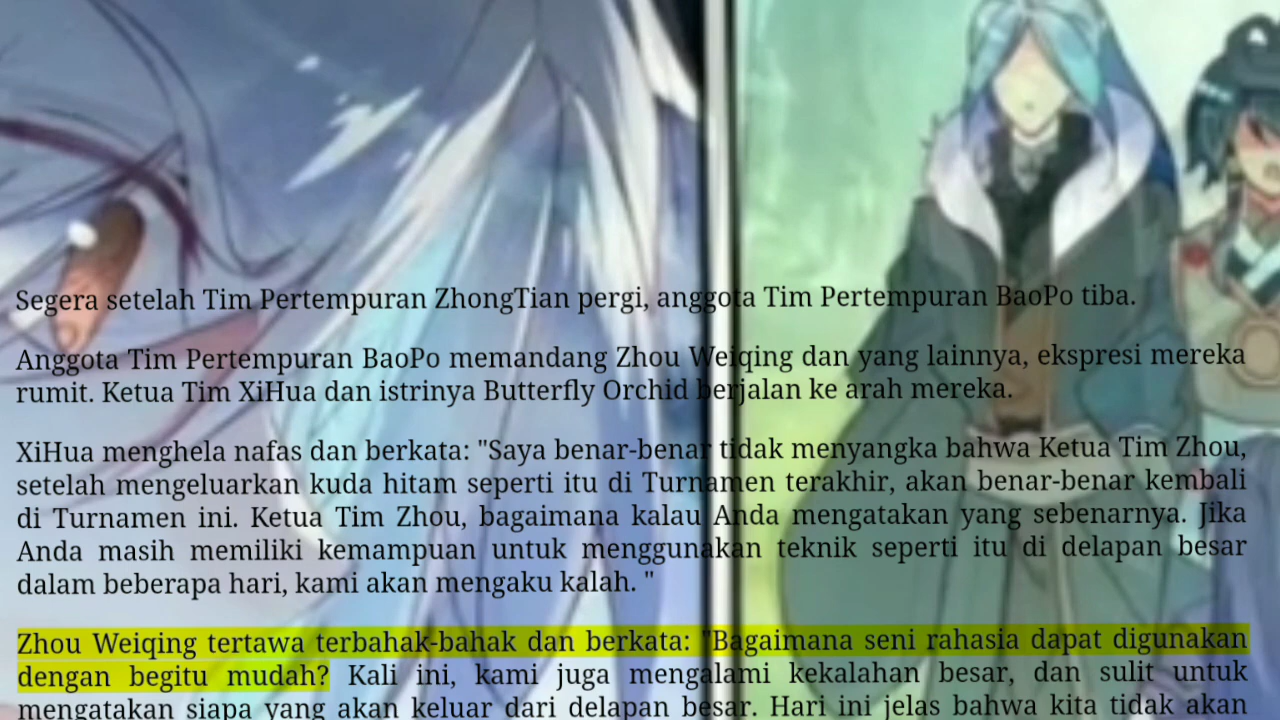 Segera setelah Tim Pertempuran ZhongTian pergi, anggota Tim Pertempuran BaoPo tiba.
Anggota Tim Pertempuran BaoPo memandang Zhou Weiqing dan yang lainnya, ekspresi mereka
rumit. Ketua Tim XiHua dan istrinya Butterfly Orchid berjalan ke arah mereka.
XiHua menghela nafas dan berkata: "Saya benar-benar tidak menyangka bahwa Ketua Tim Zhou,
setelah mengeluarkan kuda hitam seperti itu di Turnamen terakhir, akan benar-benar kembali
di Turnamen ini. Ketua Tim Zhou, bagaimana kalau Anda mengatakan yang sebenarnya. Jika
Anda masih memiliki kemampuan untuk menggunakan teknik seperti itu di delapan besar
dalam beberapa hari, kami akan mengaku kalah. "
Zhou Weiqing tertawa terbahak-bahak dan berkata: "Bagaimana seni rahasia dapat digunakan
dengan begitu mudah? Kali ini, kami juga mengalami kekalahan besar, dan sulit untuk
mengatakan siapa yang akan keluar dari delapan besar. Hari ini jelas bahwa kita tidak akan